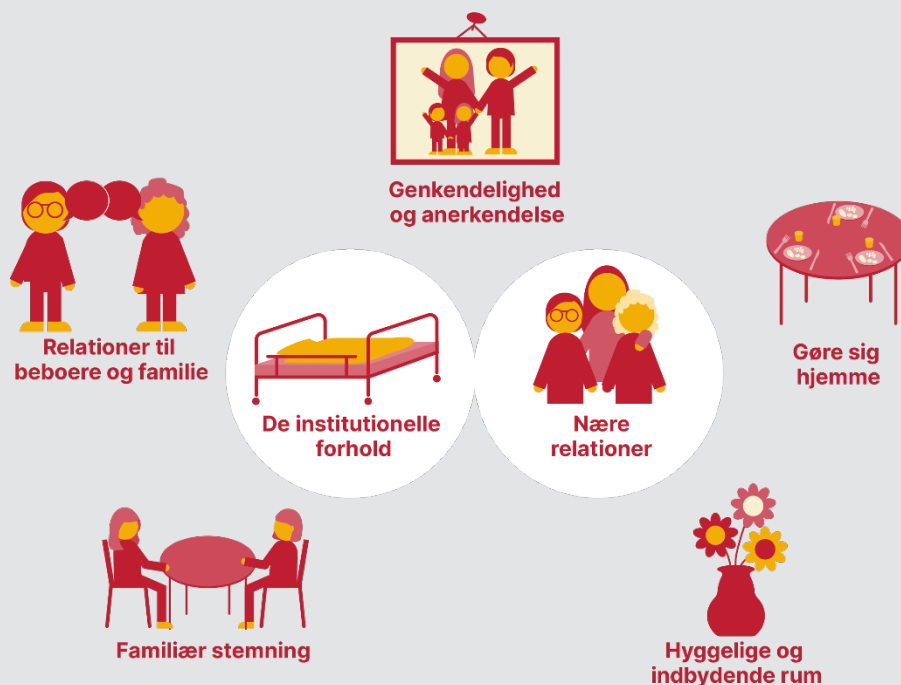 Genkendelighed
og anerkendelse
Relationer til
beboere og familie
Gøre sig
hjemme
De institutionelle
forhold
Nære
relationer
Familiær stemning
Hyggelige og
indbydende rum